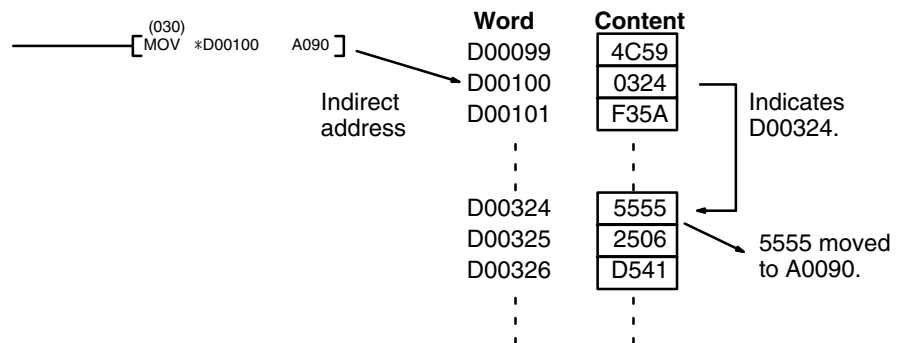 (030)
MOV *D00100 A090
Indirect
address
Word Content
D00099 4C59
D00100 0324
D00101 F35A
D00324 5555
D00325 2506
D00326 D541
Indicates
D00324.
5555 moved
to A0090.